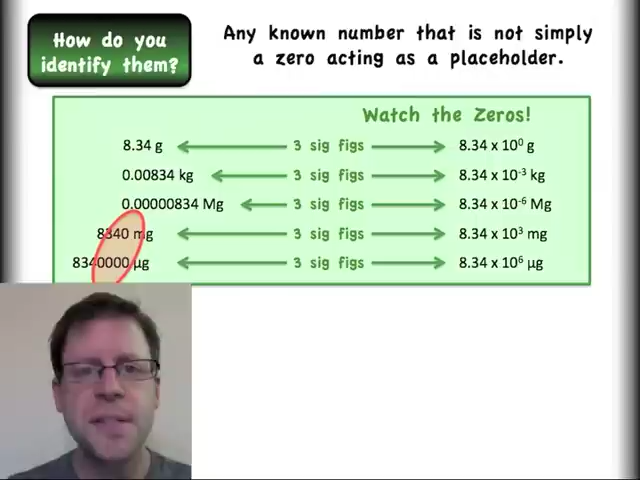 How do you
identify them?
Any known number that is not simply
a zero acting as a placeholder.
Watch the Zeros!
8.34 g 3 sig figs 8.34 x 10⁰ g
0.00834 kg 3 sig figs 8.34 x 10⁻³ kg
0.00000834 Mg 3 sig figs 8.34 x 10⁻⁶ Mg
8340 mg 3 sig figs 8.34 x 10³ mg
8340000 µg 3 sig figs 8.34 x 10⁶ µg